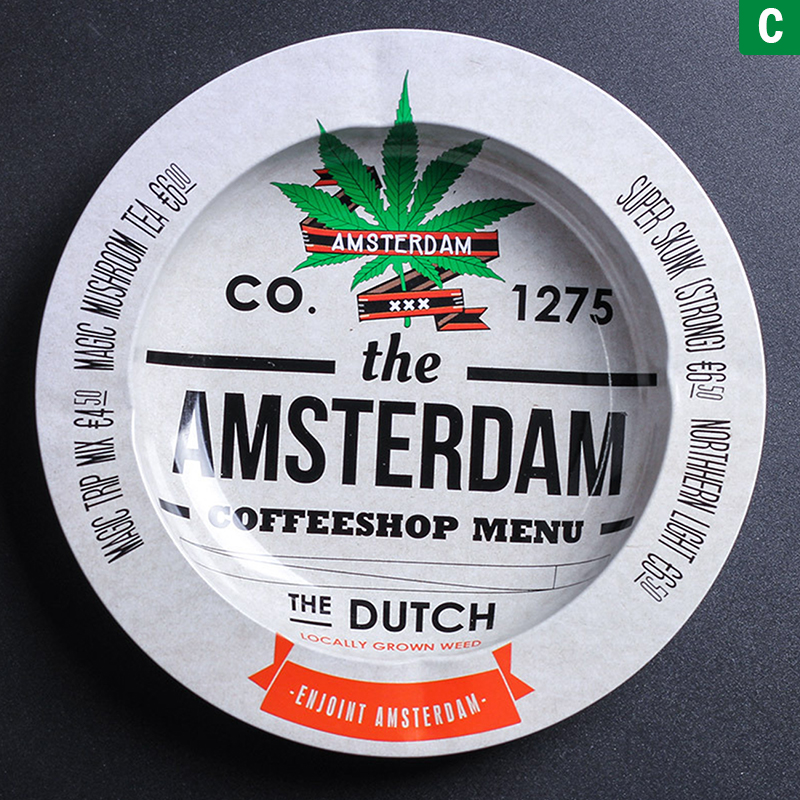 C
AMSTERDAM
CO.
XXX
1275
the
AMSTERDAM
COFFEESHOP MENU
THE DUTCH
LOCALLY GROWN WEED
-ENJOINT AMSTERDAM-
MAGIC TRIP MIX €4.50 MAGIC MUSHROOM TEA €6.00
SUPER SKUNK (STRONG) €6.50 NORTHERN LIGHT €6.50